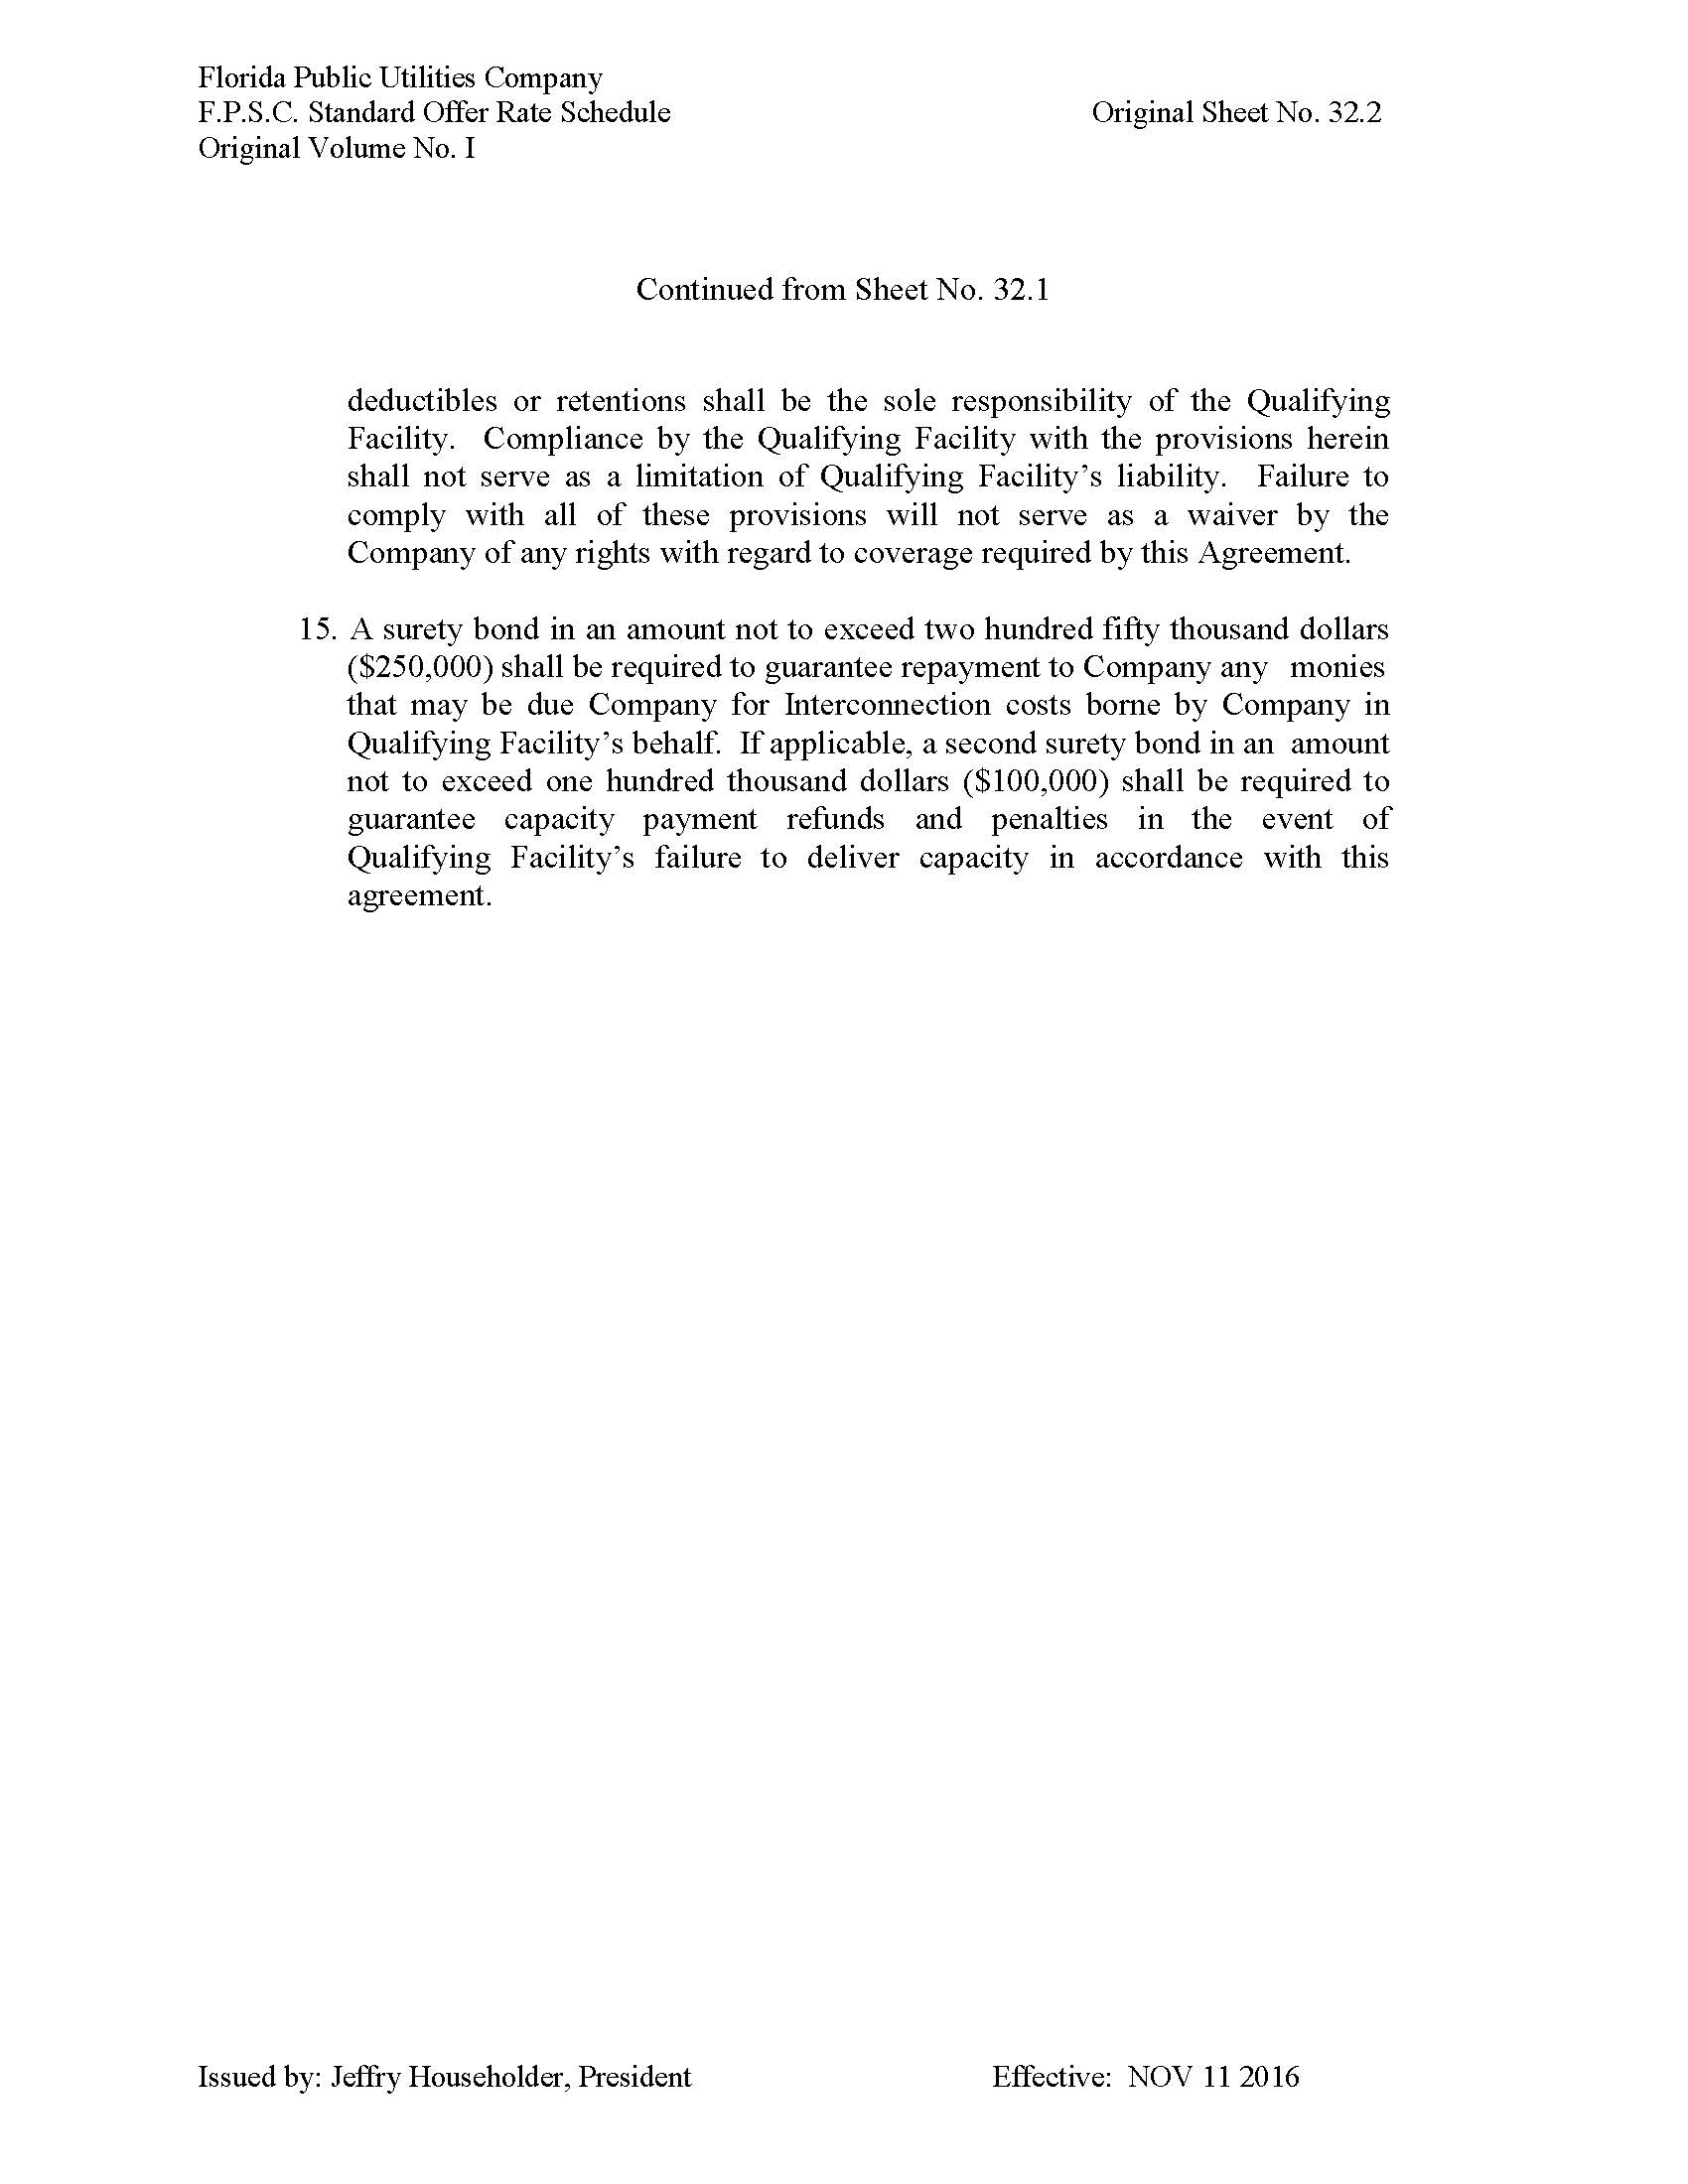 Florida Public Utilities Company
F.P.S.C. Standard Offer Rate Schedule Original Sheet No. 32.2
Original Volume No. I
Continued from Sheet No. 32.1
deductibles or retentions shall be the sole responsibility of the Qualifying
Facility. Compliance by the Qualifying Facility with the provisions herein
shall not serve as a limitation of Qualifying Facility’s liability. Failure to
comply with all of these provisions will not serve as a waiver by the
Company of any rights with regard to coverage required by this Agreement.
15. A surety bond in an amount not to exceed two hundred fifty thousand dollars
($250,000) shall be required to guarantee repayment to Company any monies
that may be due Company for Interconnection costs borne by Company in
Qualifying Facility’s behalf. If applicable, a second surety bond in an amount
not to exceed one hundred thousand dollars ($100,000) shall be required to
guarantee capacity payment refunds and penalties in the event of
Qualifying Facility’s failure to deliver capacity in accordance with this
agreement.
Issued by: Jeffry Householder, President Effective: NOV 11 2016